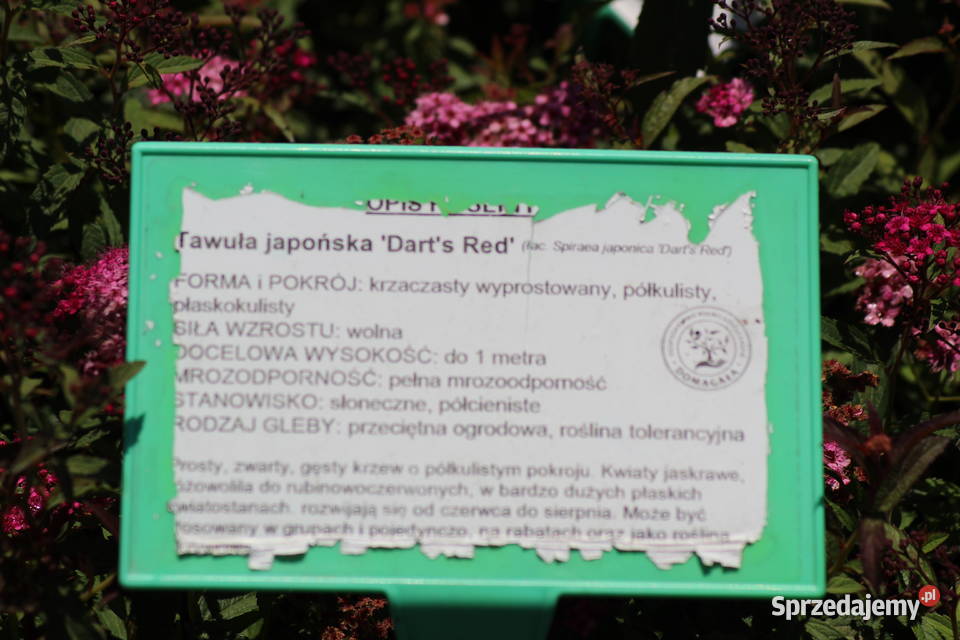 OPIS
Tawuła japońska 'Dart's Red' (łac. Spiraea japonica 'Dart's Red')
FORMA i POKRÓJ: krzaczasty wyprostowany, półkulisty,
płaskokulisty
SIŁA WZROSTU: wolna
DOCELOWA WYSOKOŚĆ: do 1 metra
MROZODPORNOŚĆ: pełna mrozoodporność
STANOWISKO: słoneczne, półcieniste
RODZAJ GLEBY: przeciętna ogrodowa, roślina tolerancyjna
DOMAGAŁA
Prosty, zwarty, gęsty krzew o półkulistym pokroju. Kwiaty jaskrawe,
różowolila do rubinowoczerwonych, w bardzo dużych płaskich
kwiatostanach. rozwijają się od czerwca do sierpnia. Może być
stosowany w grupach i pojedynczo, na rabatach oraz jako roślina
Sprzedajemy.pl